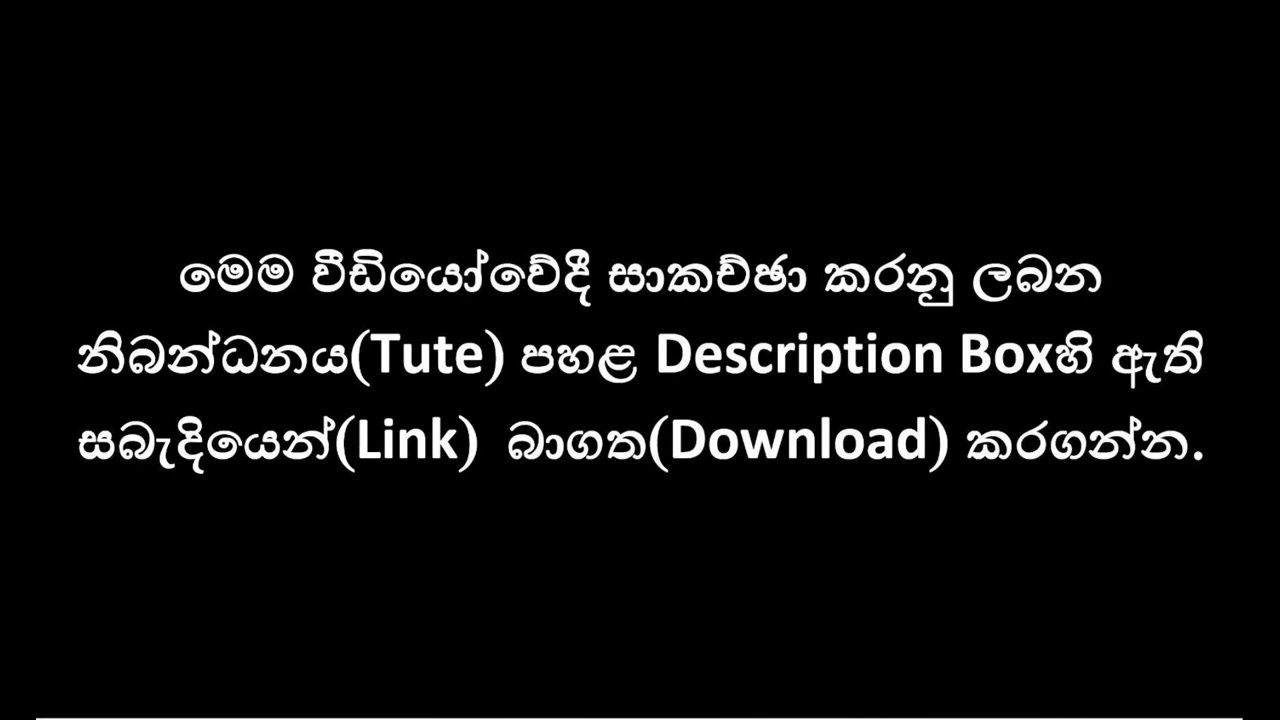 මෙම වීඩියෝවේදී සාකච්ඡා කරනු ලබන
නිබන්ධනය(Tute) පහළ Description Boxහි ඇති
සබැදියෙන්(Link) බාගත(Download) කරගන්න.